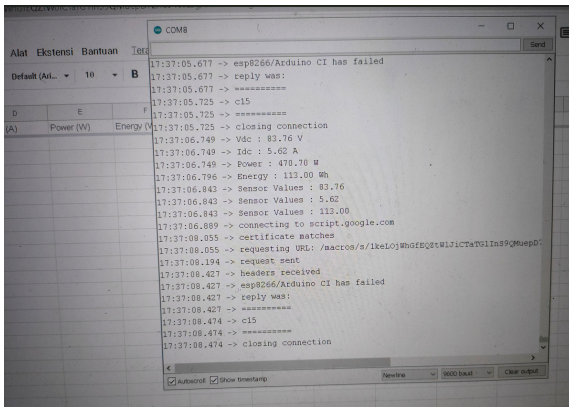 COM8
Send
Alat Ekstensi Bantuan
Default (Ari... 10 B
D E F
(A) Power (W) Energy
17:37:05.677 -> esp8266/Arduino CI has failed
17:37:05.677 -> reply was:
17:37:05.677 -> ==========
17:37:05.725 -> c15
17:37:05.725 -> ==========
17:37:05.725 -> closing connection
17:37:06.749 -> Vdc : 83.76 V
17:37:06.749 -> Idc : 5.62 A
17:37:06.749 -> Power : 470.70 W
17:37:06.796 -> Energy : 113.00 Wh
17:37:06.843 -> Sensor Values : 83.76
17:37:06.843 -> Sensor Values : 5.62
17:37:06.843 -> Sensor Values : 113.00
17:37:06.889 -> connecting to script.google.com
17:37:08.055 -> certificate matches
17:37:08.055 -> requesting URL:
17:37:08.194 -> request sent
17:37:08.427 -> headers received
17:37:08.427 -> esp8266/Arduino CI has failed
17:37:08.427 -> reply was:
17:37:08.427 -> ==========
17:37:08.474 -> c15
17:37:08.474 -> ==========
17:37:08.474 -> closing connection
Autoscroll Show timestamp
Newline 9600 baud Clear output